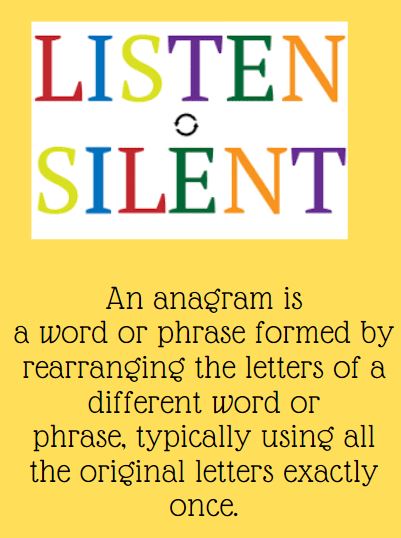 LISTEN
SILENT
An anagram is
a word or phrase formed by
rearranging the letters of a
different word or
phrase, typically using all
the original letters exactly
once.